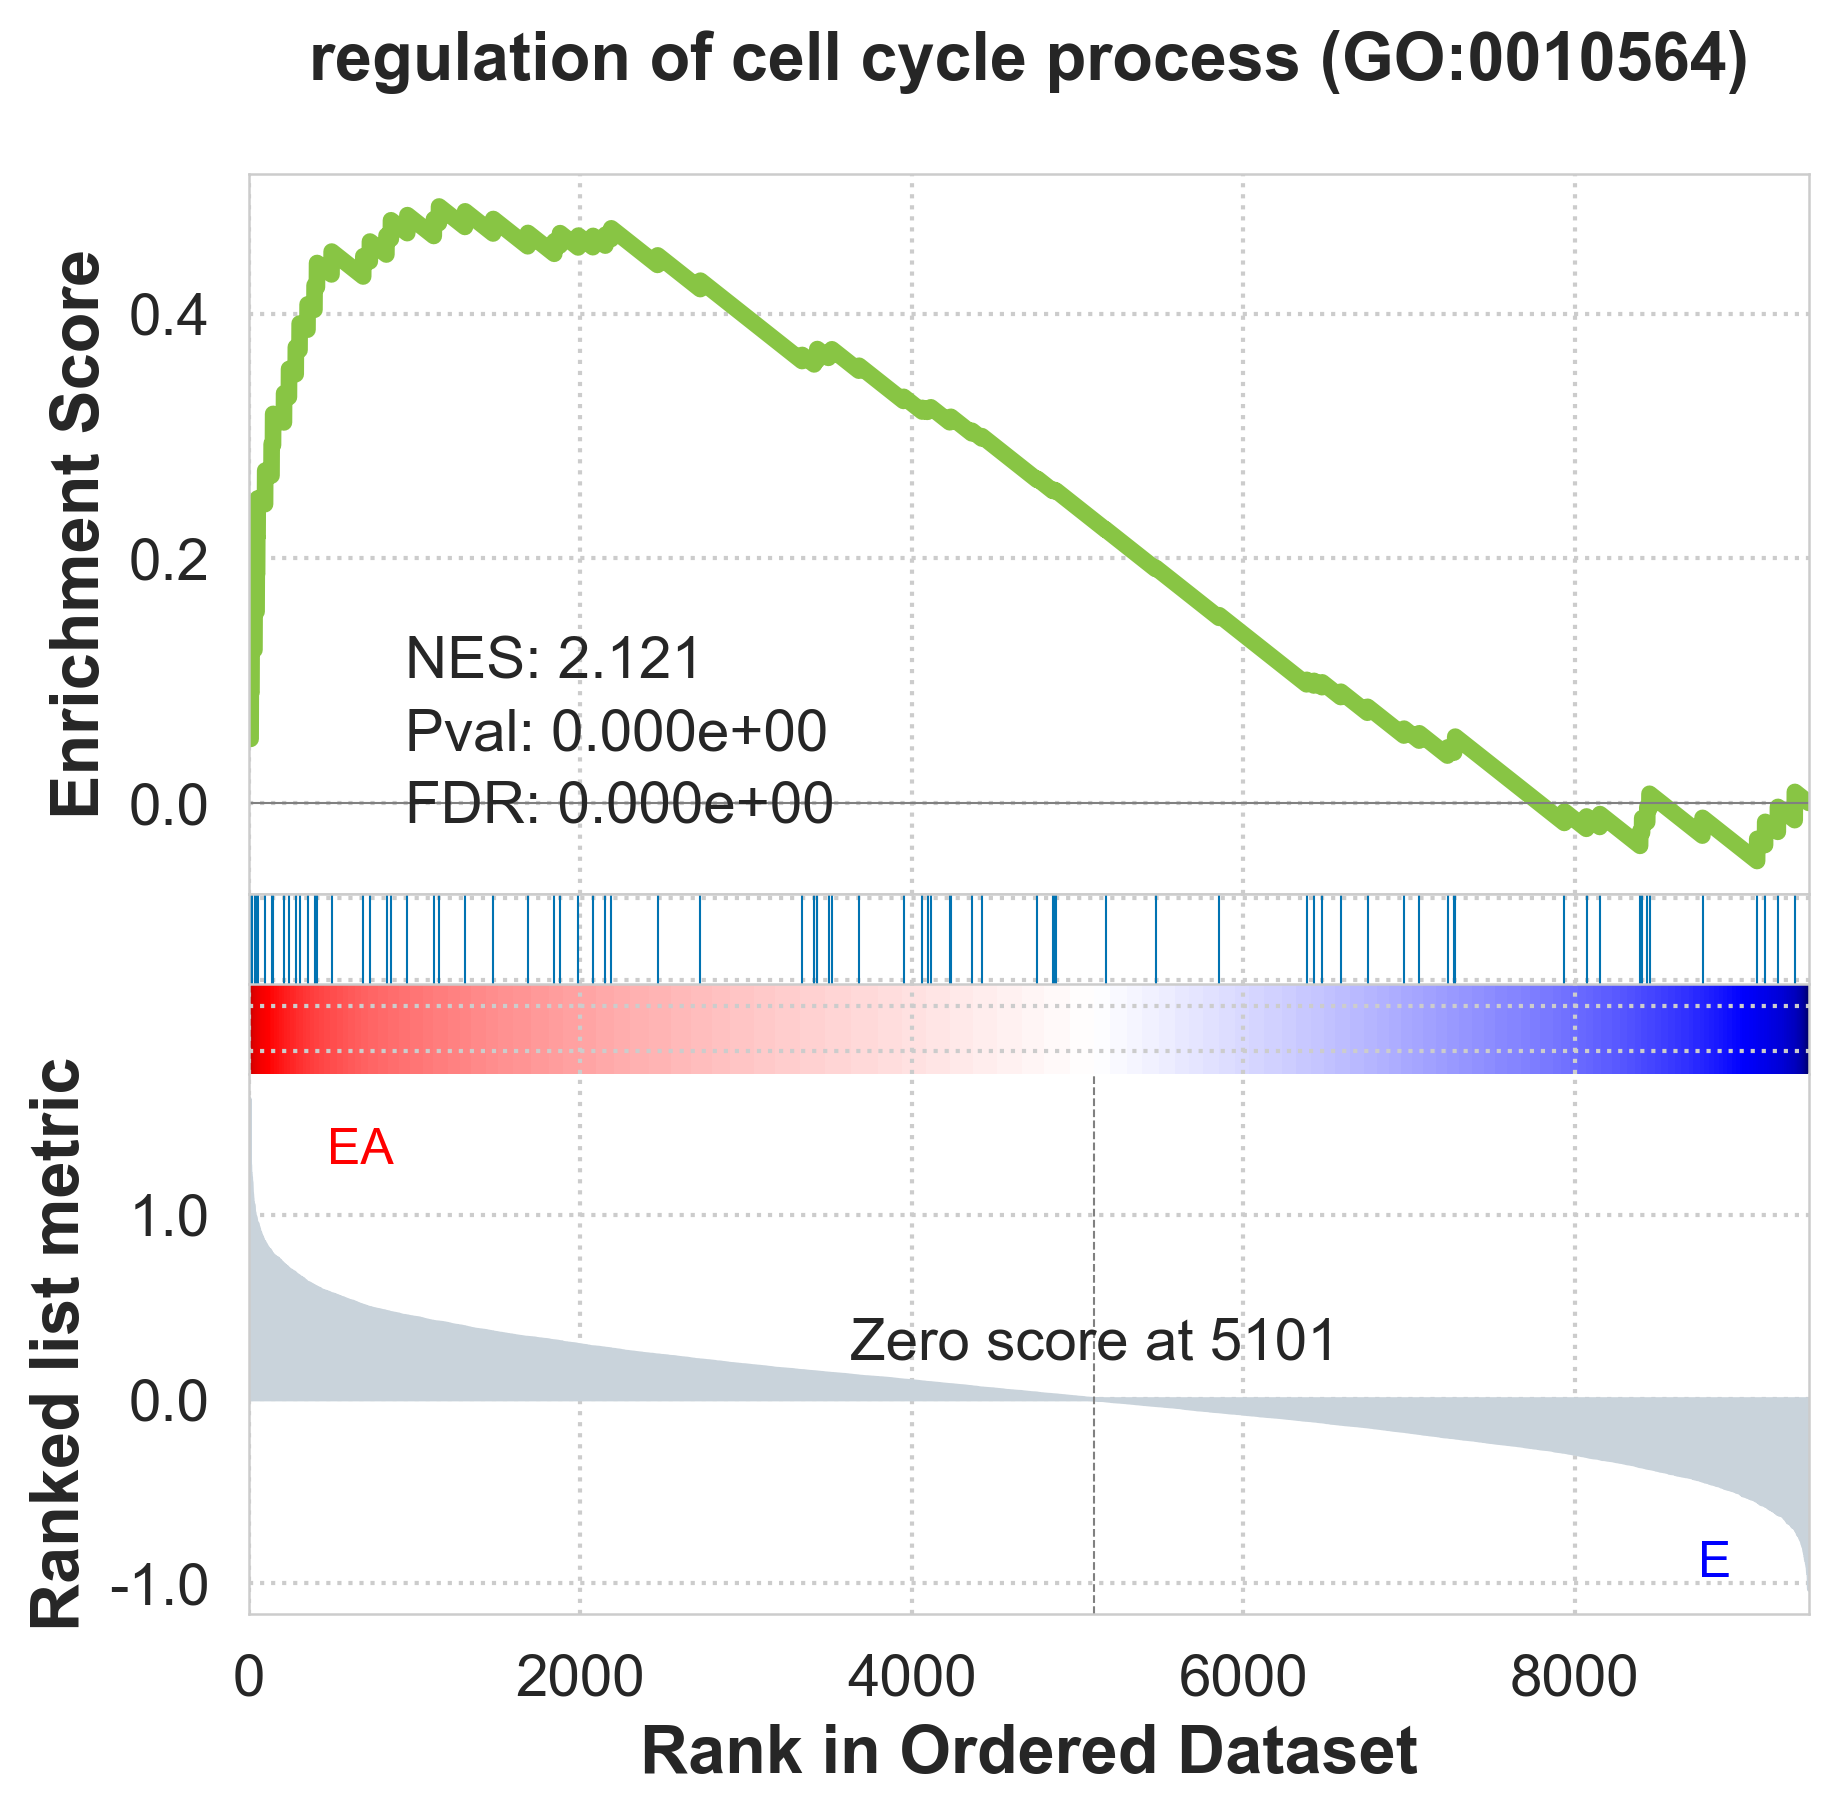 regulation of cell cycle process (GO:0010564)
Enrichment Score
0.4
0.2
0.0
NES: 2.121
Pval: 0.000e+00
FDR: 0.000e+00
Ranked list metric
EA
1.0
0.0
-1.0
Zero score at 5101
E
0 2000 4000 6000 8000
Rank in Ordered Dataset